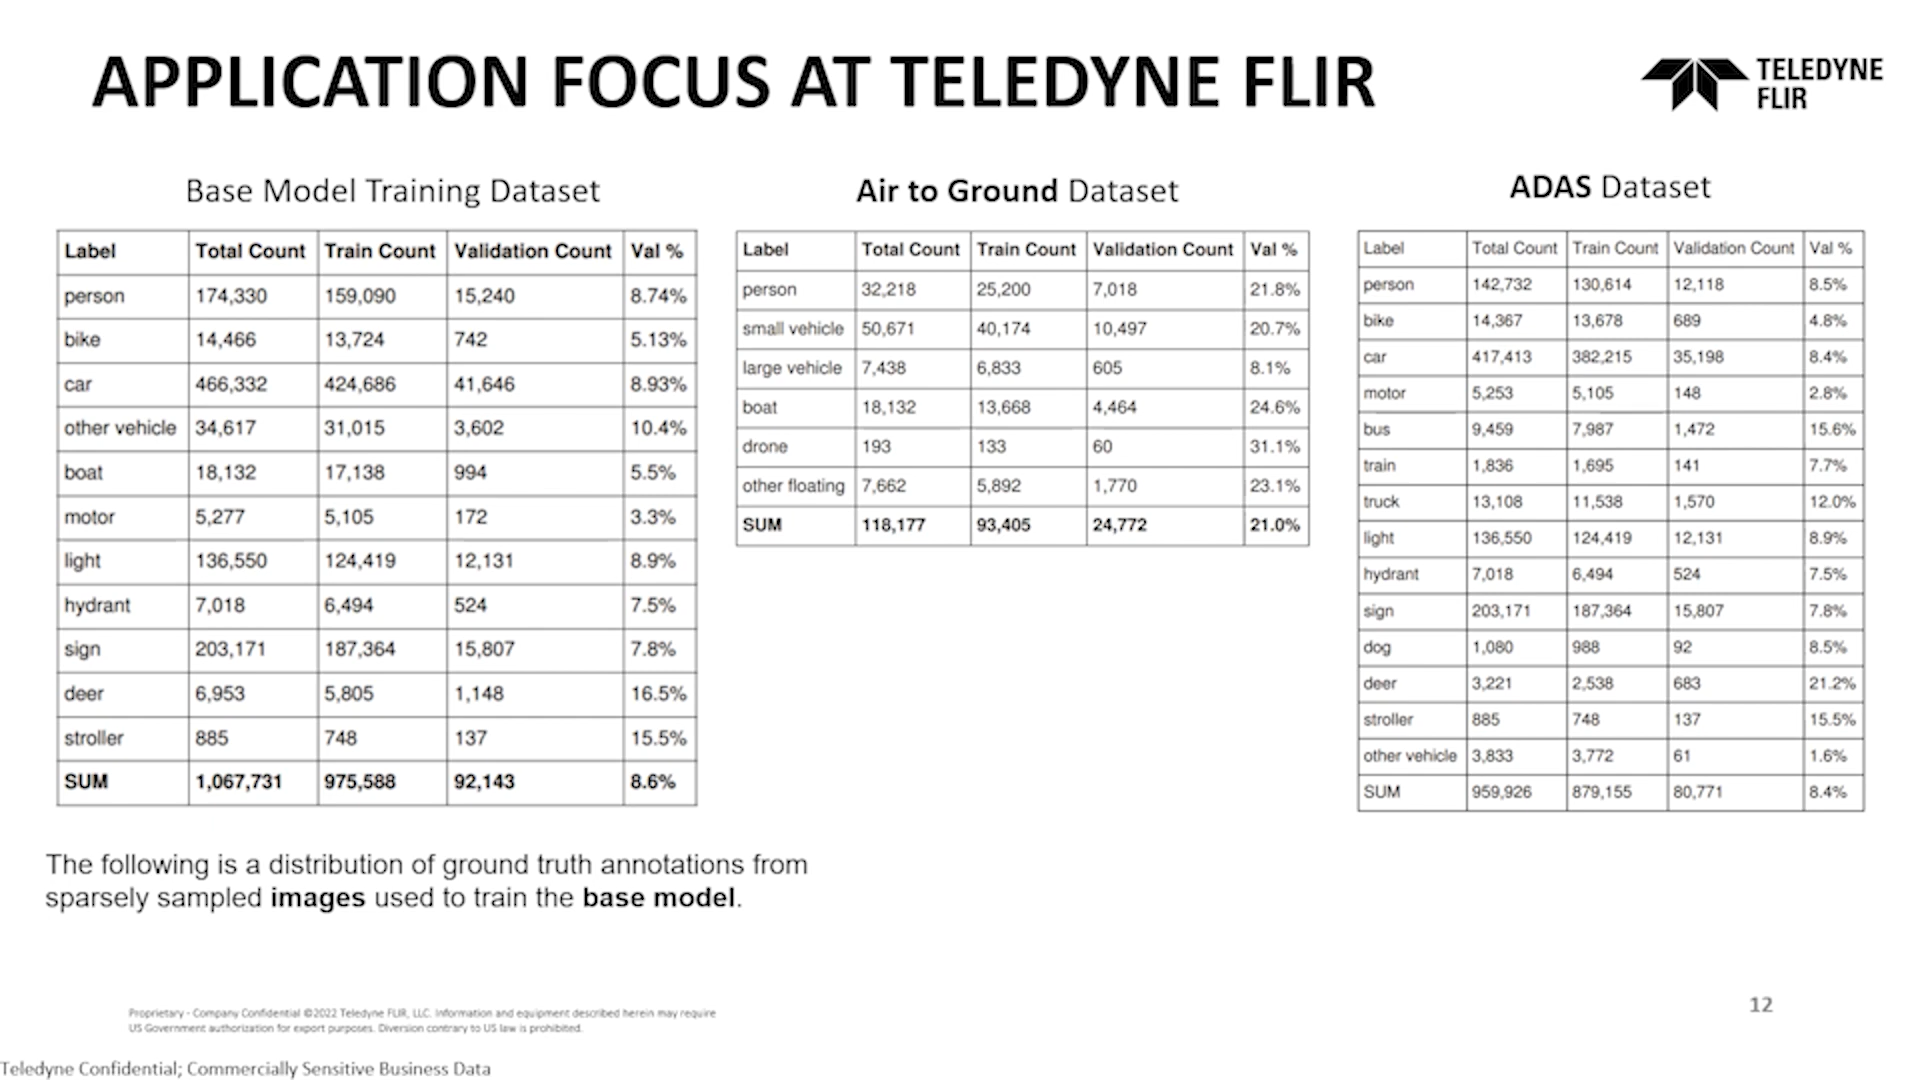 APPLICATION FOCUS AT TELEDYNE FLIR
TELEDYNE
FLIR
Base Model Training Dataset
Label Total Count Train Count Validation Count Val %
person 174,330 159,090 15,240 8.74%
bike 14,466 13,724 742 5.13%
car 466,332 424,686 41,646 8.93%
other vehicle 34,617 31,015 3,602 10.4%
boat 18,132 17,138 994 5.5%
motor 5,277 5,105 172 3.3%
light 136,550 124,419 12,131 8.9%
hydrant 7,018 6,494 524 7.5%
sign 203,171 187,364 15,807 7.8%
deer 6,953 5,805 1,148 16.5%
stroller 885 748 137 15.5%
SUM 1,067,731 975,588 92,143 8.6%
The following is a distribution of ground truth annotations from
sparsely sampled images used to train the base model.
Air to Ground Dataset
Label Total Count Train Count Validation Count Val %
person 32,218 25,200 7,018 21.8%
small vehicle 50,671 40,174 10,497 20.7%
large vehicle 7,438 6,833 605 8.1%
boat 18,132 13,668 4,464 24.6%
drone 193 133 60 31.1%
other floating 7,662 5,892 1,770 23.1%
SUM 118,177 93,405 24,772 21.0%
ADAS Dataset
Label Total Count Train Count Validation Count Val %
person 142,732 130,614 12,118 8.5%
bike 14,367 13,678 689 4.8%
car 417,413 382,215 35,198 8.4%
motor 5,253 5,105 148 2.8%
bus 9,459 7,987 1,472 15.6%
train 1,836 1,695 141 7.7%
truck 13,108 11,538 1,570 12.0%
light 136,550 124,419 12,131 8.9%
hydrant 7,018 6,494 524 7.5%
sign 203,171 187,364 15,807 7.8%
dog 1,080 988 92 8.5%
deer 3,221 2,538 683 21.2%
stroller 885 748 137 15.5%
other vehicle 3,833 3,772 61 1.6%
SUM 959,926 879,155 80,771 8.4%
Proprietary - Company Confidential ©2022 Teledyne FLIR, LLC. Information and equipment described herein may require
US Government authorization for export purposes. Diversion contrary to US law is prohibited.
12
Teledyne Confidential; Commercially Sensitive Business Data